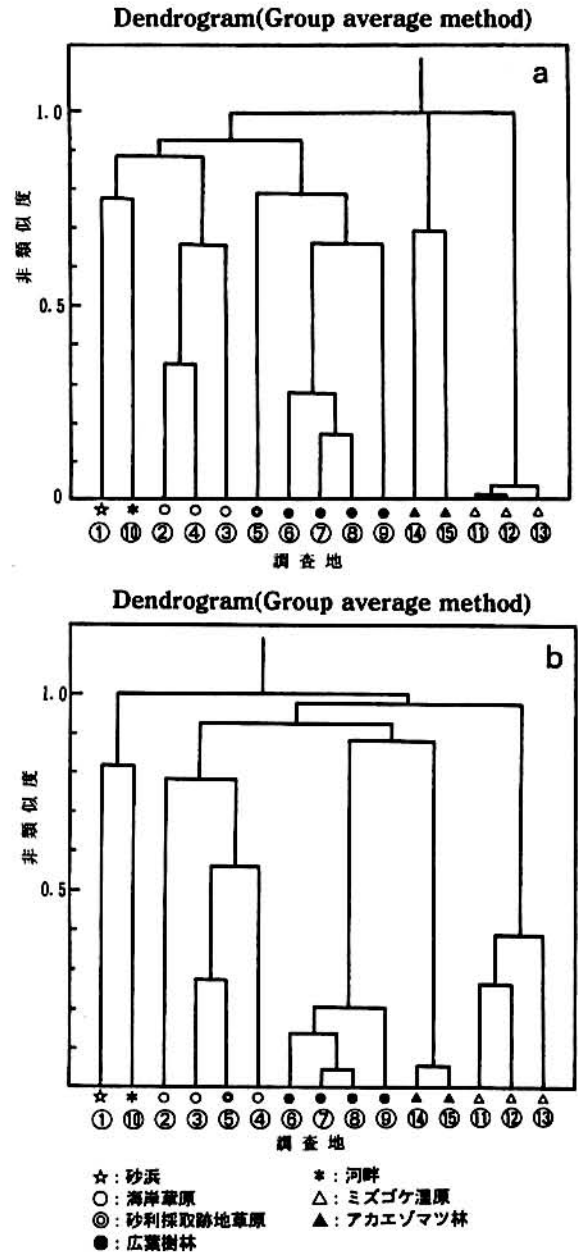 Dendrogram(Group average method)
a
1.0
非類似度
0.5
0
① ⑩ ② ④ ③ ⑤ ⑥ ⑦ ⑧ ⑨ ⑭ ⑮ ⑪ ⑫ ⑬
調査地
Dendrogram(Group average method)
b
1.0
非類似度
0.5
0
① ⑩ ② ③ ⑤ ④ ⑥ ⑦ ⑧ ⑨ ⑭ ⑮ ⑪ ⑫ ⑬
調査地
☆ : 砂浜
* : 河畔
○ : 海岸草原
△ : ミズゴケ湿原
◎ : 砂利採取跡地草原
▲ : アカエゾマツ林
● : 広葉樹林